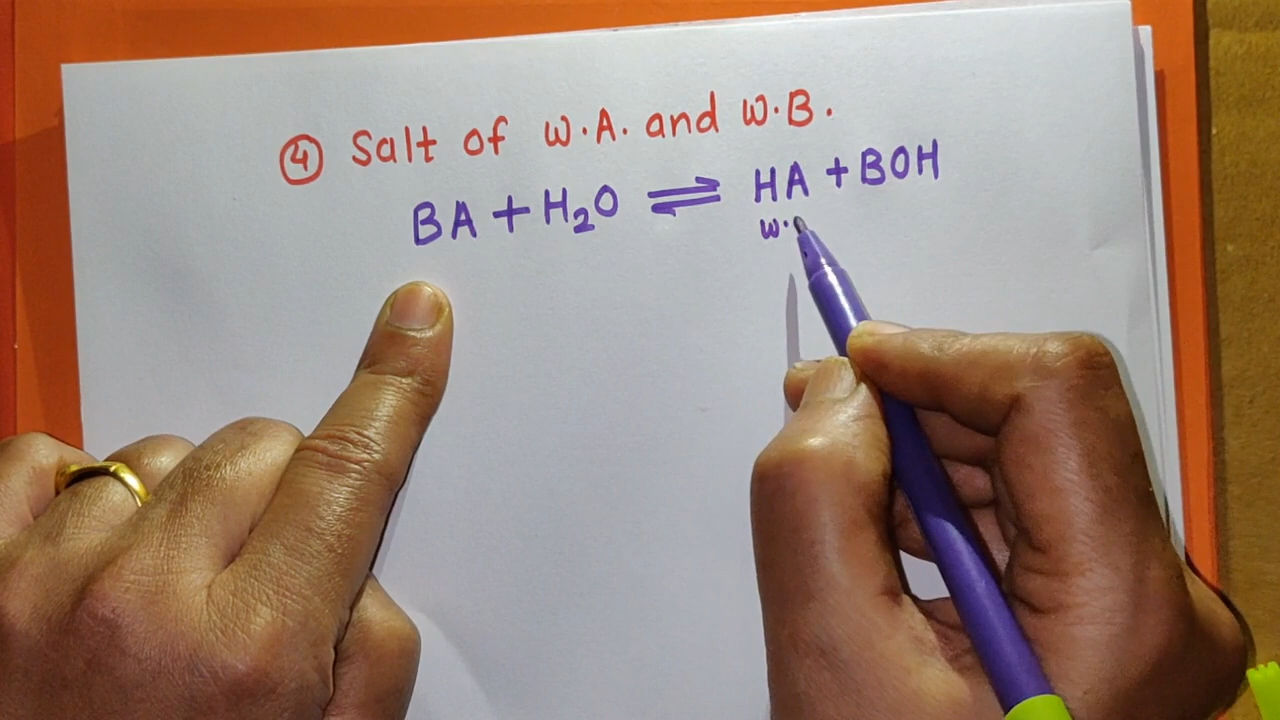 ④ Salt of W.A. and W.B.
BA + H₂O ⇌ HA + BOH
w.